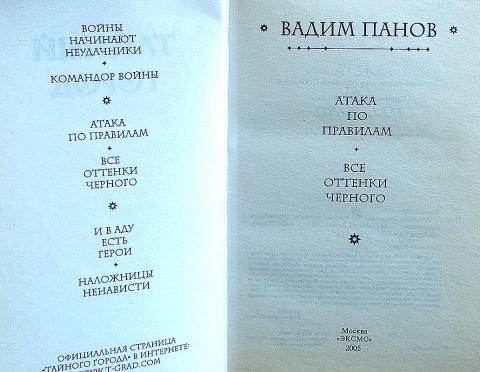 ВОЙНЫ
НАЧИНАЮТ
НЕУДАЧНИКИ
КОМАНДОР ВОЙНЫ
АТАКА
ПО ПРАВИЛАМ
ВСЕ
ОТТЕНКИ
ЧЕРНОГО
И В АДУ
ЕСТЬ
ГЕРОИ
НАЛОЖНИЦЫ
НЕНАВИСТИ
ОФИЦИАЛЬНАЯ СТРАНИЦА
«ТАЙНОГО ГОРОДА» В ИНТЕРНЕТЕ:
WWW.T-GRAD.COM
ВАДИМ ПАНОВ
АТАКА
ПО
ПРАВИЛАМ
ВСЕ
ОТТЕНКИ
ЧЕРНОГО
Москва
«ЭКСМО»
2005